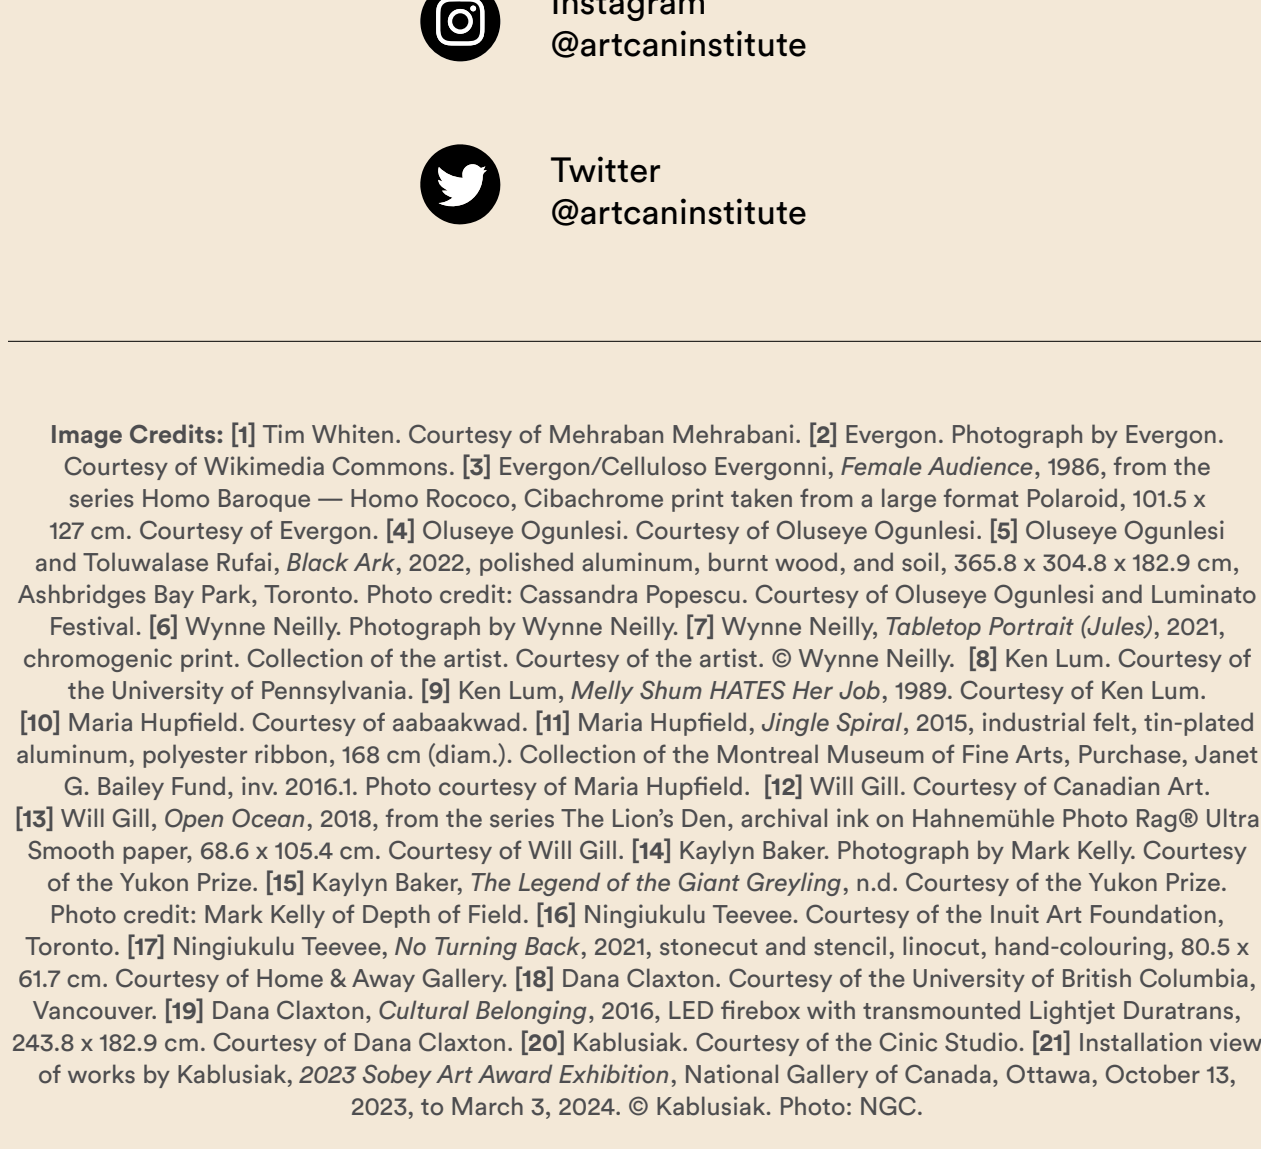 Instagram
@artcaninstitute
Twitter
@artcaninstitute
Image Credits: [1] Tim Whiten. Courtesy of Mehraban Mehrabani. [2] Evergon. Photograph by Evergon.
Courtesy of Wikimedia Commons. [3] Evergon/Celluloso Evergonni, Female Audience, 1986, from the
series Homo Baroque — Homo Rococo, Cibachrome print taken from a large format Polaroid, 101.5 x
127 cm. Courtesy of Evergon. [4] Oluseye Ogunlesi. Courtesy of Oluseye Ogunlesi. [5] Oluseye Ogunlesi
and Toluwalase Rufai, Black Ark, 2022, polished aluminum, burnt wood, and soil, 365.8 x 304.8 x 182.9 cm,
Ashbridges Bay Park, Toronto. Photo credit: Cassandra Popescu. Courtesy of Oluseye Ogunlesi and Luminato
Festival. [6] Wynne Neilly. Photograph by Wynne Neilly. [7] Wynne Neilly, Tabletop Portrait (Jules), 2021,
chromogenic print. Collection of the artist. Courtesy of the artist. © Wynne Neilly. [8] Ken Lum. Courtesy of
the University of Pennsylvania. [9] Ken Lum, Melly Shum HATES Her Job, 1989. Courtesy of Ken Lum.
[10] Maria Hupfield. Courtesy of aabaakwad. [11] Maria Hupfield, Jingle Spiral, 2015, industrial felt, tin-plated
aluminum, polyester ribbon, 168 cm (diam.). Collection of the Montreal Museum of Fine Arts, Purchase, Janet
G. Bailey Fund, inv. 2016.1. Photo courtesy of Maria Hupfield. [12] Will Gill. Courtesy of Canadian Art.
[13] Will Gill, Open Ocean, 2018, from the series The Lion’s Den, archival ink on Hahnemühle Photo Rag® Ultra
Smooth paper, 68.6 x 105.4 cm. Courtesy of Will Gill. [14] Kaylyn Baker. Photograph by Mark Kelly. Courtesy
of the Yukon Prize. [15] Kaylyn Baker, The Legend of the Giant Greyling, n.d. Courtesy of the Yukon Prize.
Photo credit: Mark Kelly of Depth of Field. [16] Ningiukulu Teevee. Courtesy of the Inuit Art Foundation,
Toronto. [17] Ningiukulu Teevee, No Turning Back, 2021, stonecut and stencil, linocut, hand-colouring, 80.5 x
61.7 cm. Courtesy of Home & Away Gallery. [18] Dana Claxton. Courtesy of the University of British Columbia,
Vancouver. [19] Dana Claxton, Cultural Belonging, 2016, LED firebox with transmounted Lightjet Duratrans,
243.8 x 182.9 cm. Courtesy of Dana Claxton. [20] Kablusiak. Courtesy of the Cinic Studio. [21] Installation view
of works by Kablusiak, 2023 Sobey Art Award Exhibition, National Gallery of Canada, Ottawa, October 13,
2023, to March 3, 2024. © Kablusiak. Photo: NGC.